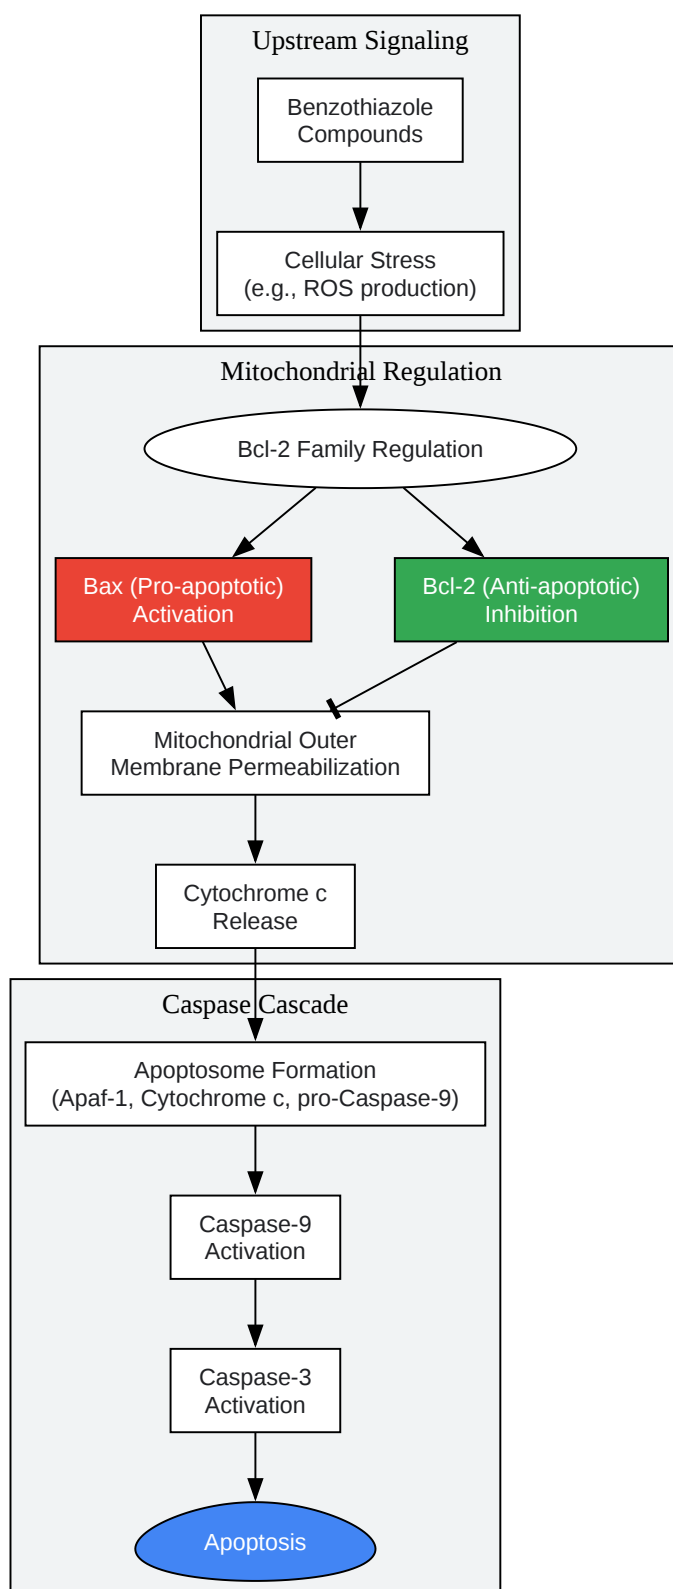 Upstream Signaling
Benzothiazole
Compounds
Cellular Stress
(e.g., ROS production)
Mitochondrial Regulation
Bcl-2 Family Regulation
Bax (Pro-apoptotic)
Activation
Bcl-2 (Anti-apoptotic)
Inhibition
Mitochondrial Outer
Membrane Permeabilization
Cytochrome c
Release
Caspase Cascade
Apoptosome Formation
(Apaf-1, Cytochrome c, pro-Caspase-9)
Caspase-9
Activation
Caspase-3
Activation
Apoptosis